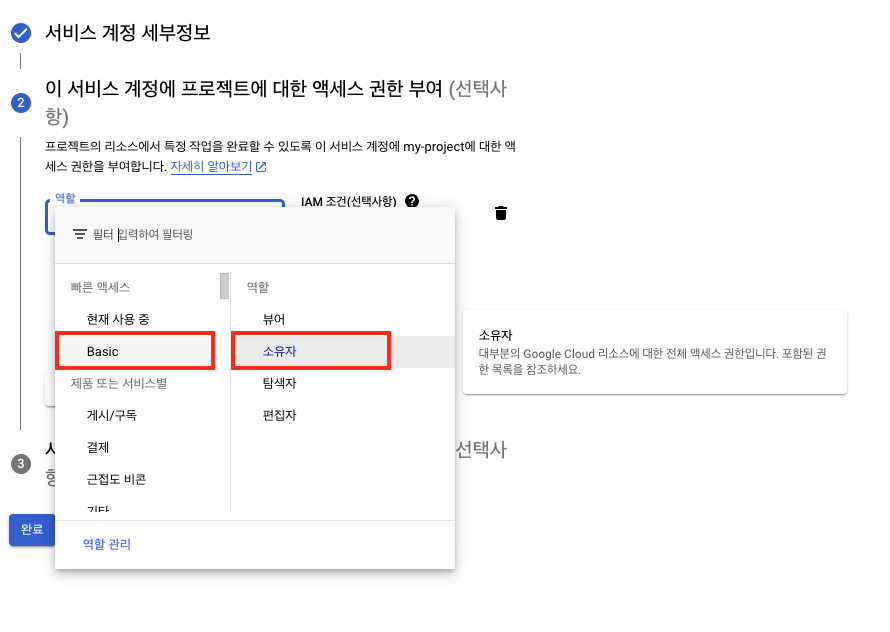 서비스 계정 세부정보
2
이 서비스 계정에 프로젝트에 대한 액세스 권한 부여 (선택사
항)
프로젝트의 리소스에서 특정 작업을 완료할 수 있도록 이 서비스 계정에 my-project에 대한 액
세스 권한을 부여합니다. 자세히 알아보기
역할
IAM 조건(선택사항) ?
필터 입력하여 필터링
빠른 액세스
현재 사용 중
Basic
제품 또는 서비스별
게시/구독
결제
근접도 비콘
기타
역할
뷰어
소유자
탐색자
편집자
소유자
대부분의 Google Cloud 리소스에 대한 전체 액세스 권한입니다. 포함된 권
한 목록을 참조하세요.
3
선택사
완료
역할 관리